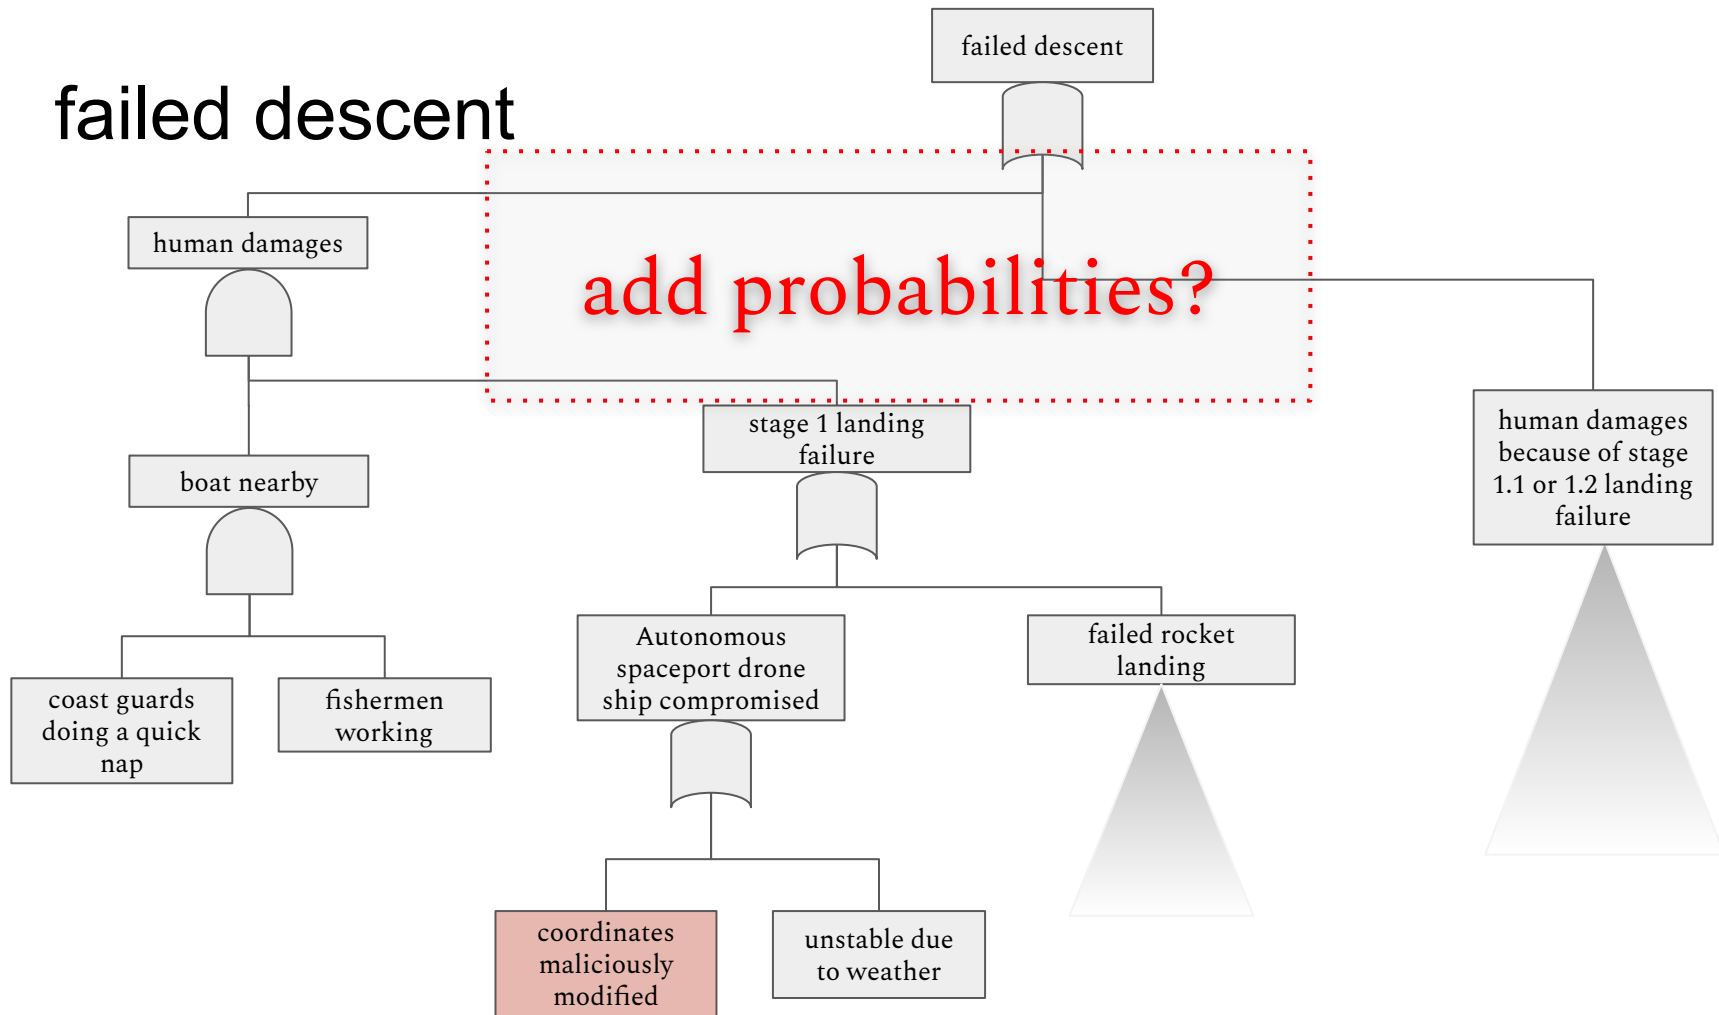 failed descent
failed descent
add probabilities?
human damages
boat nearby
coast guards
doing a quick
nap
fishermen
working
stage 1 landing
failure
Autonomous
spaceport drone
ship compromised
coordinates
maliciously
modified
unstable due
to weather
failed rocket
landing
human damages
because of stage
1.1 or 1.2 landing
failure